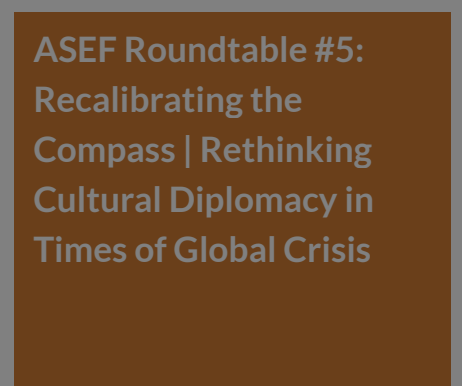 ASEF Roundtable #5:
Recalibrating the
Compass | Rethinking
Cultural Diplomacy in
Times of Global Crisis